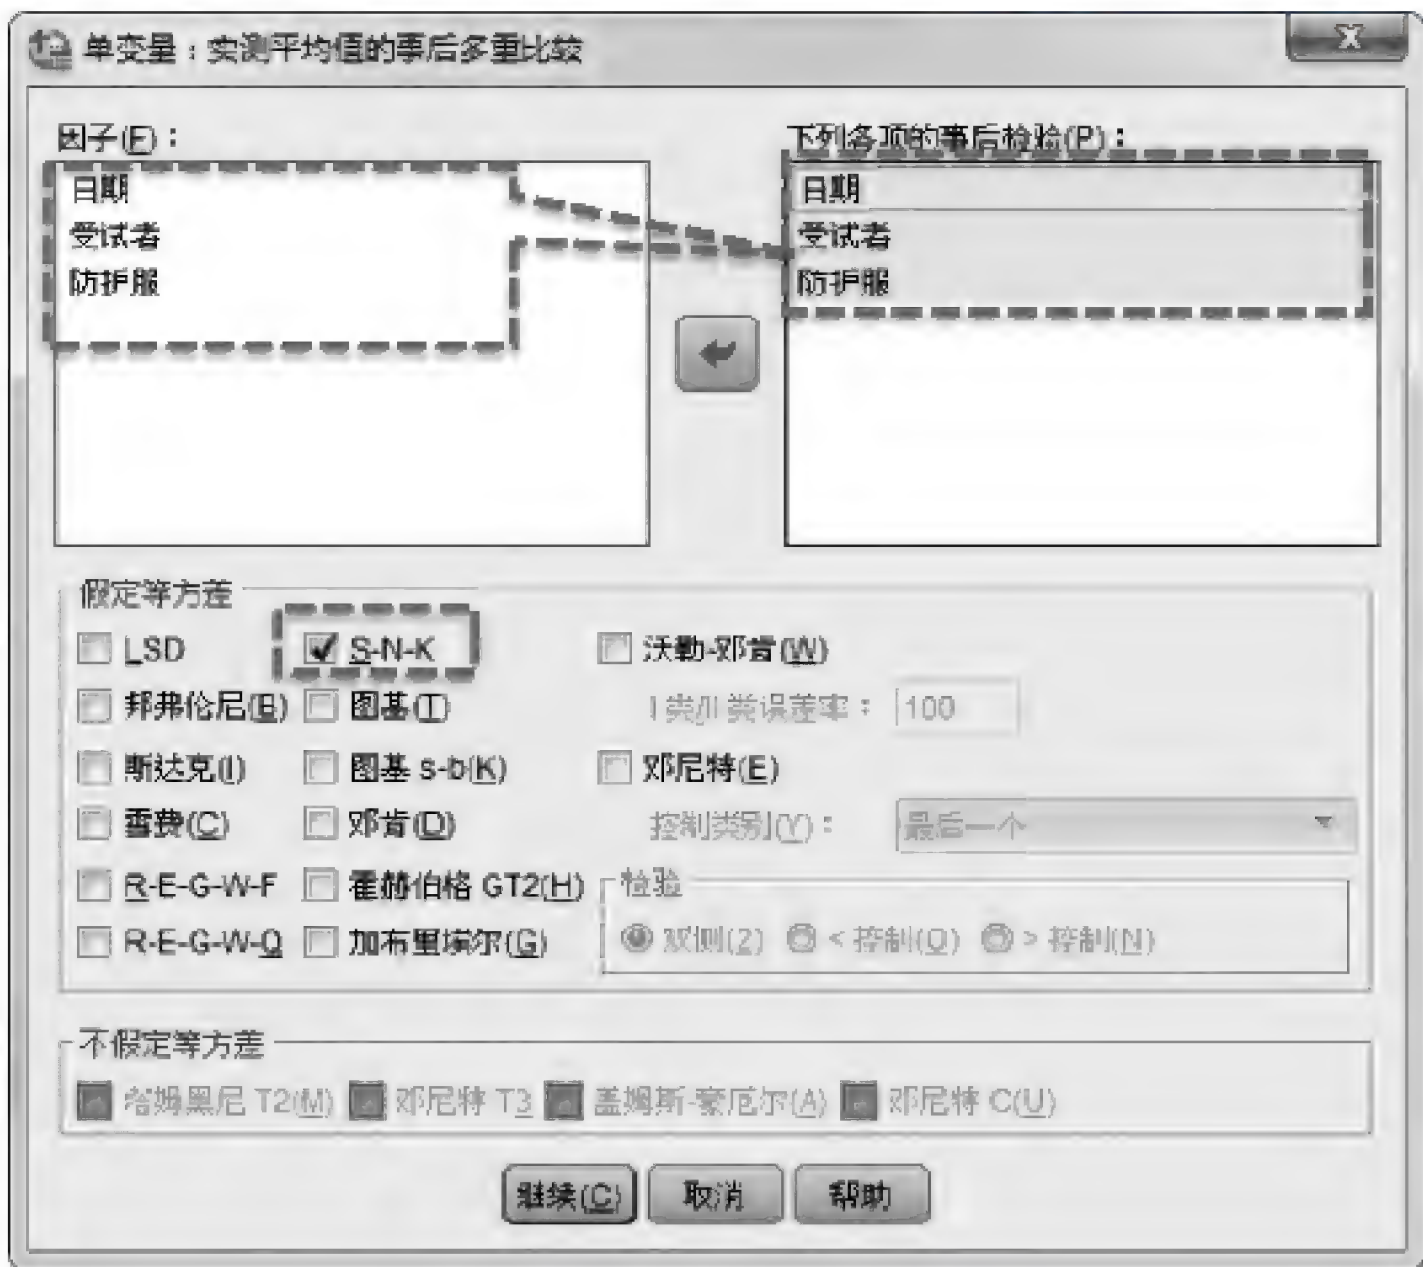 单变量：实测平均值的事后多重比较
因子(F)：
下列各项的事后检验(P)：
日期
受试者
防护服
日期
受试者
防护服
假定等方差
LSD
S-N-K
沃勒-邓肯(W)
邦弗伦尼(B)
图基(T)
I 类/II 类误差率：
100
斯达克(I)
图基 s-b(K)
邓尼特(E)
雪费(C)
邓肯(D)
控制类别(Y)：
最后一个
R-E-G-W-F
霍赫伯格 GT2(H)
检验
R-E-G-W-Q
加布里埃尔(G)
双侧(2)
< 控制(O)
> 控制(N)
不假定等方差
塔姆黑尼 T2(M)
邓尼特 T3
盖姆斯-豪厄尔(A)
邓尼特 C(U)
继续(C)
取消
帮助